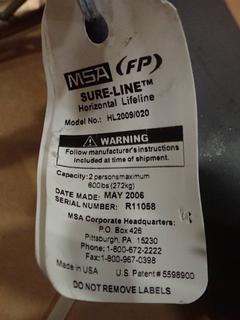 MSA (FP)
SURE-LINE™
Horizontal Lifeline
Model No.: HL2009/020
WARNING
Follow manufacturer's instructions
included at time of shipment.
Capacity: 2 persons maximum
600lbs (272kg)
DATE MADE: MAY 2006
SERIAL NUMBER: R11058
MSA Corporate Headquarters:
P.O. Box 426
Pittsburgh, PA 15230
Phone: 1-800-672-2222
Fax: 1-800-967-0398
Made in USA U.S. Patent # 5598900
DO NOT REMOVE LABELS